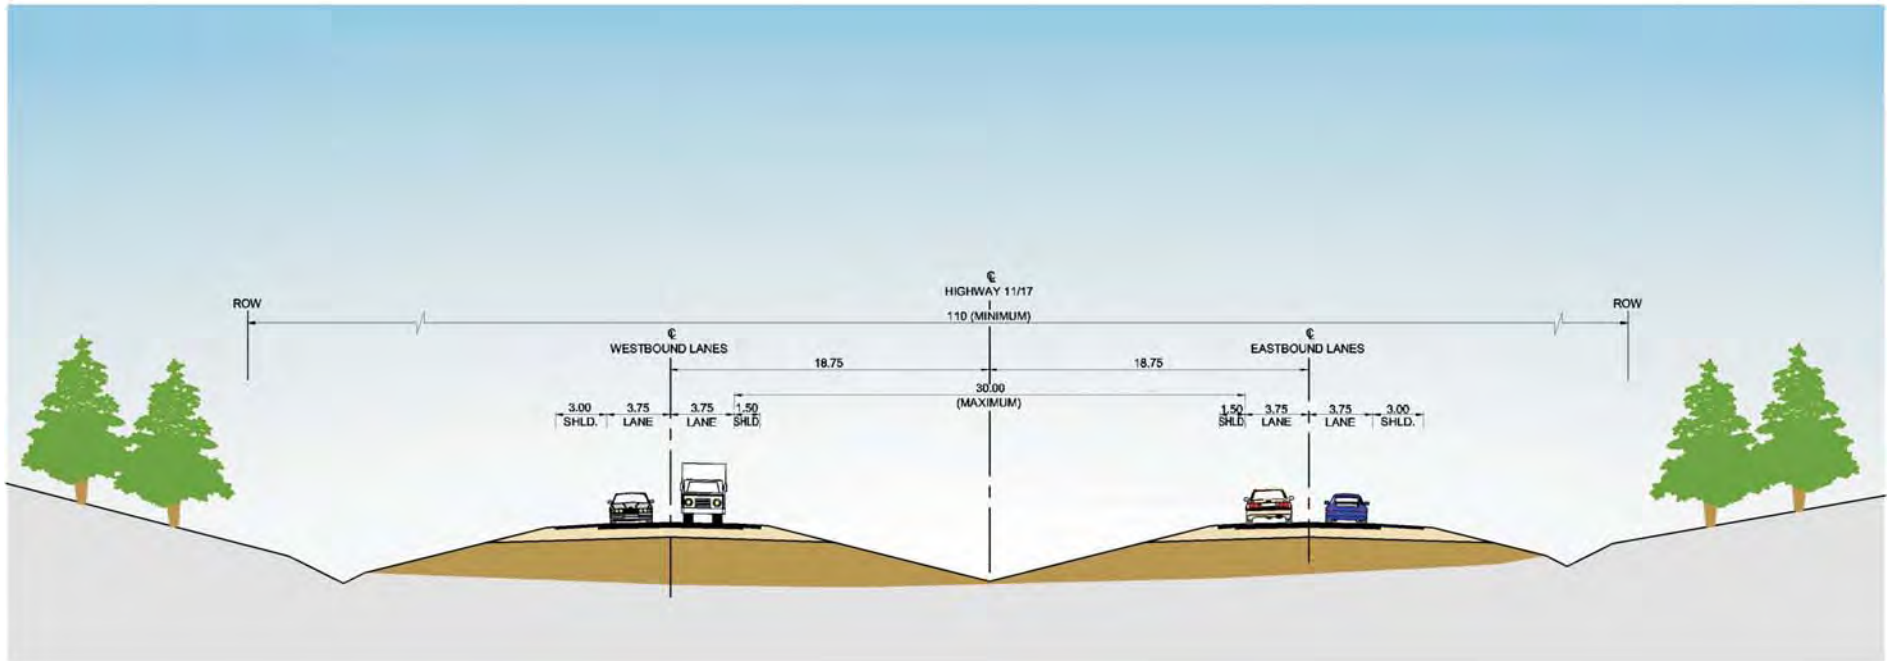 ℄
HIGHWAY 11/17
ROW
ROW
110 (MINIMUM)
℄
WESTBOUND LANES
℄
EASTBOUND LANES
18.75
18.75
30.00
(MAXIMUM)
3.00
SHLD.
3.75
LANE
3.75
LANE
1.50
SHLD.
1.50
SHLD.
3.75
LANE
3.75
LANE
3.00
SHLD.